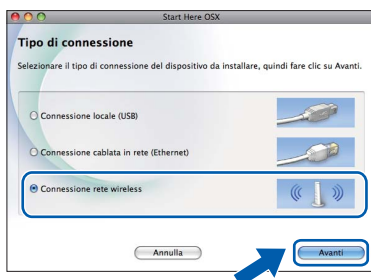 Start Here OSX
Tipo di connessione
Selezionare il tipo di connessione del dispositivo da installare, quindi fare clic su Avanti.
Connessione locale (USB)
Connessione cablata in rete (Ethernet)
Connessione rete wireless
Annulla
Avanti